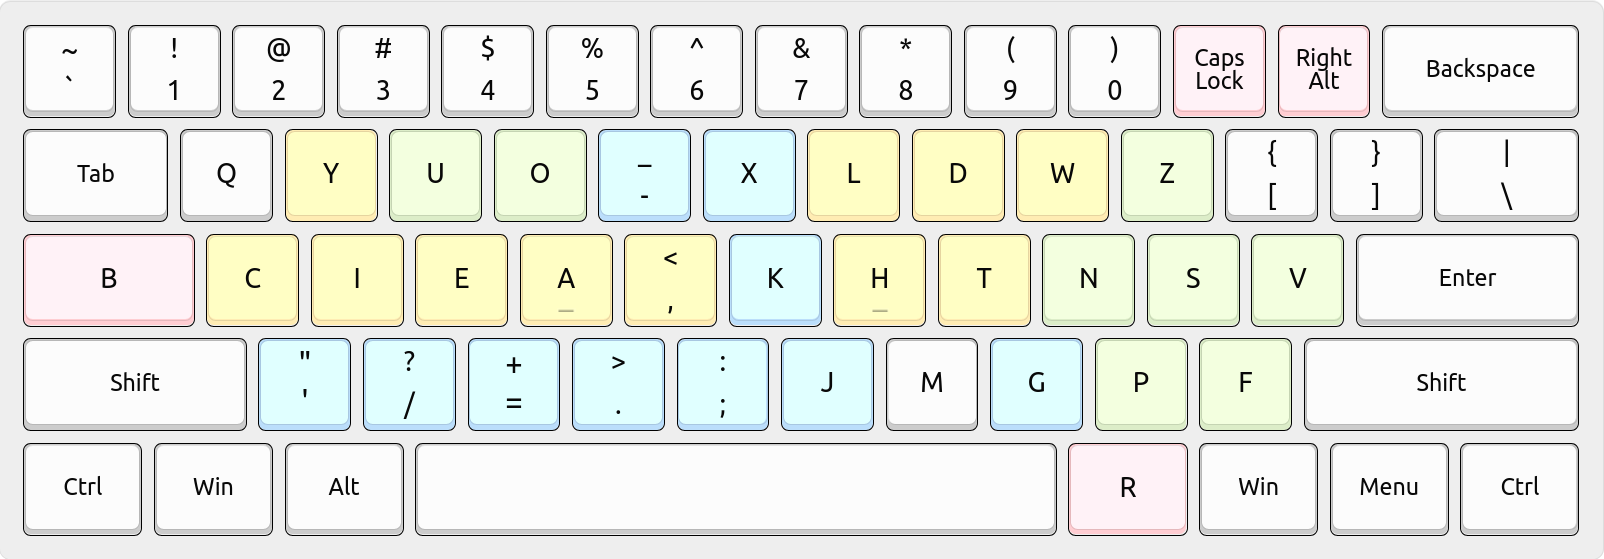 ~ ! @ # $ % ^ & * ( ) Caps Lock Right Alt Backspace
` 1 2 3 4 5 6 7 8 9 0
Tab Q Y U O _ - X L D W Z { [ } ] | \
B C I E A _ < , K H _ T N S V Enter
Shift " ' ? / + = > . : ; J M G P F Shift
Ctrl Win Alt R Win Menu Ctrl